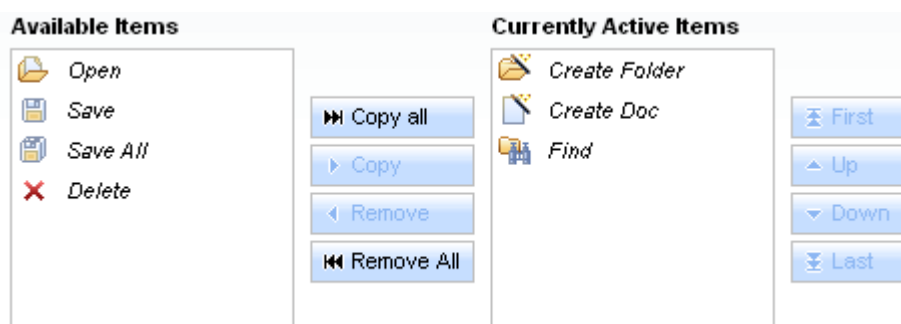 Available Items
Open
Save
Save All
Delete
Copy all
Copy
Remove
Remove All
Currently Active Items
Create Folder
Create Doc
Find
First
Up
Down
Last